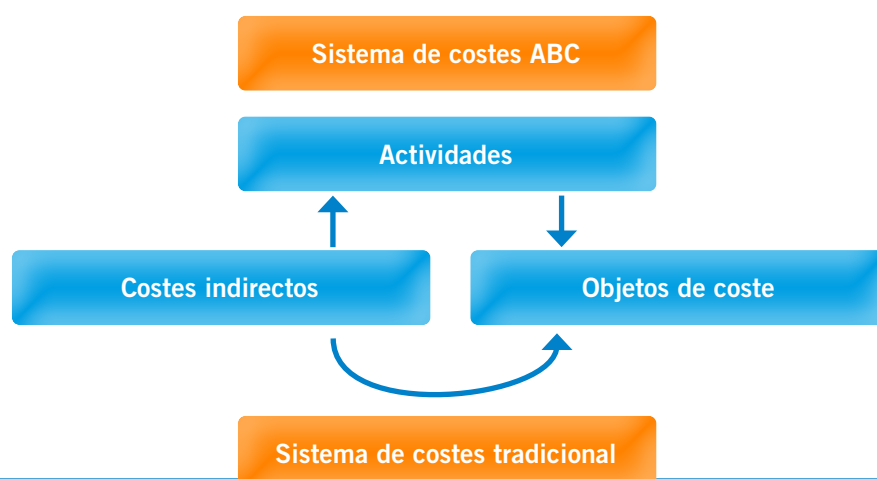 Sistema de costes ABC
Actividades
Costes indirectos
Objetos de coste
Sistema de costes tradicional